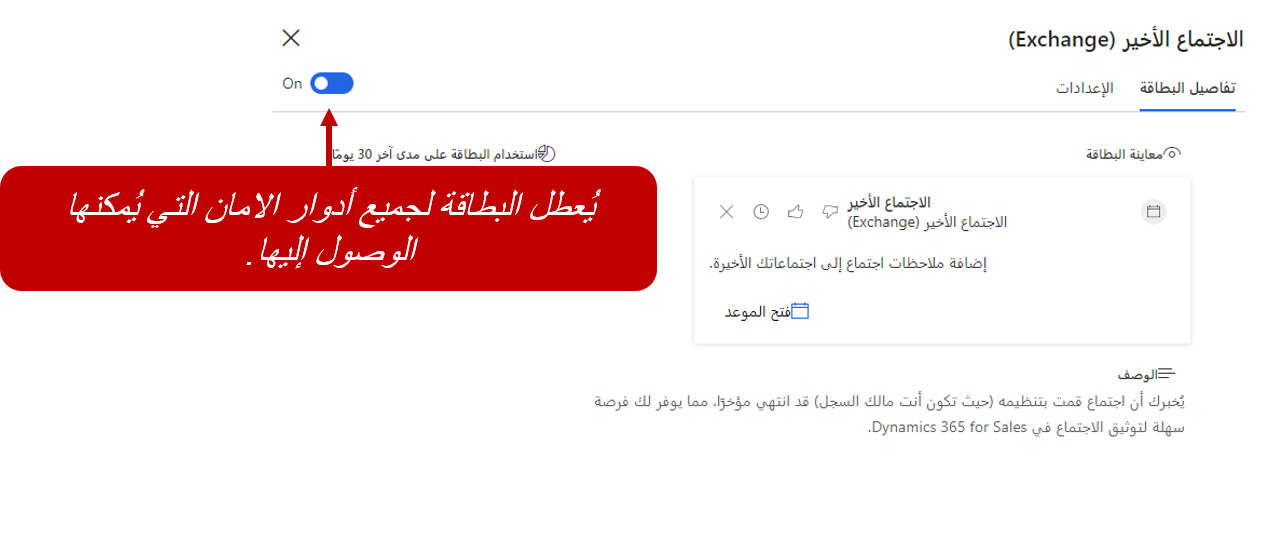 الاجتماع الأخير (Exchange)
On
تفاصيل البطاقة
الإعدادات
معاينة البطاقة
استخدام البطاقة على مدى آخر 30 يومًا
يُعطل البطاقة لجميع أدوار الامان التي يُمكنها
الوصول إليها.
الاجتماع الأخير
الاجتماع الأخير (Exchange)
إضافة ملاحظات اجتماع إلى اجتماعاتك الأخيرة.
فتح الموعد
الوصف
يُخبرك أن اجتماع قمت بتنظيمه (حيث تكون أنت مالك السجل) قد انتهي مؤخرًا، مما يوفر لك فرصة
سهلة لتوثيق الاجتماع في Dynamics 365 for Sales.